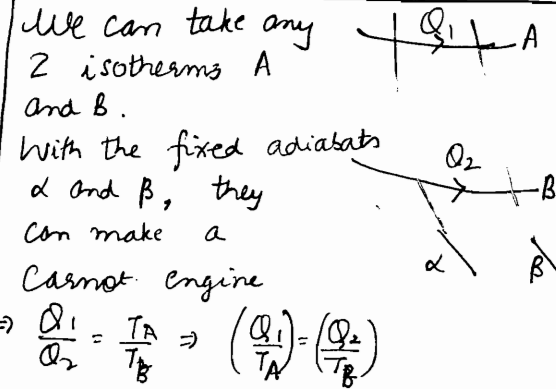 We can take any
2 isotherms A
and B.
With the fixed adiabats
α and β, they
can make a
Carnot engine
⇒ Q1/Q2 = TA/TB ⇒ (Q1/TA) = (Q2/TB)
Q1
A
Q2
B
α
β